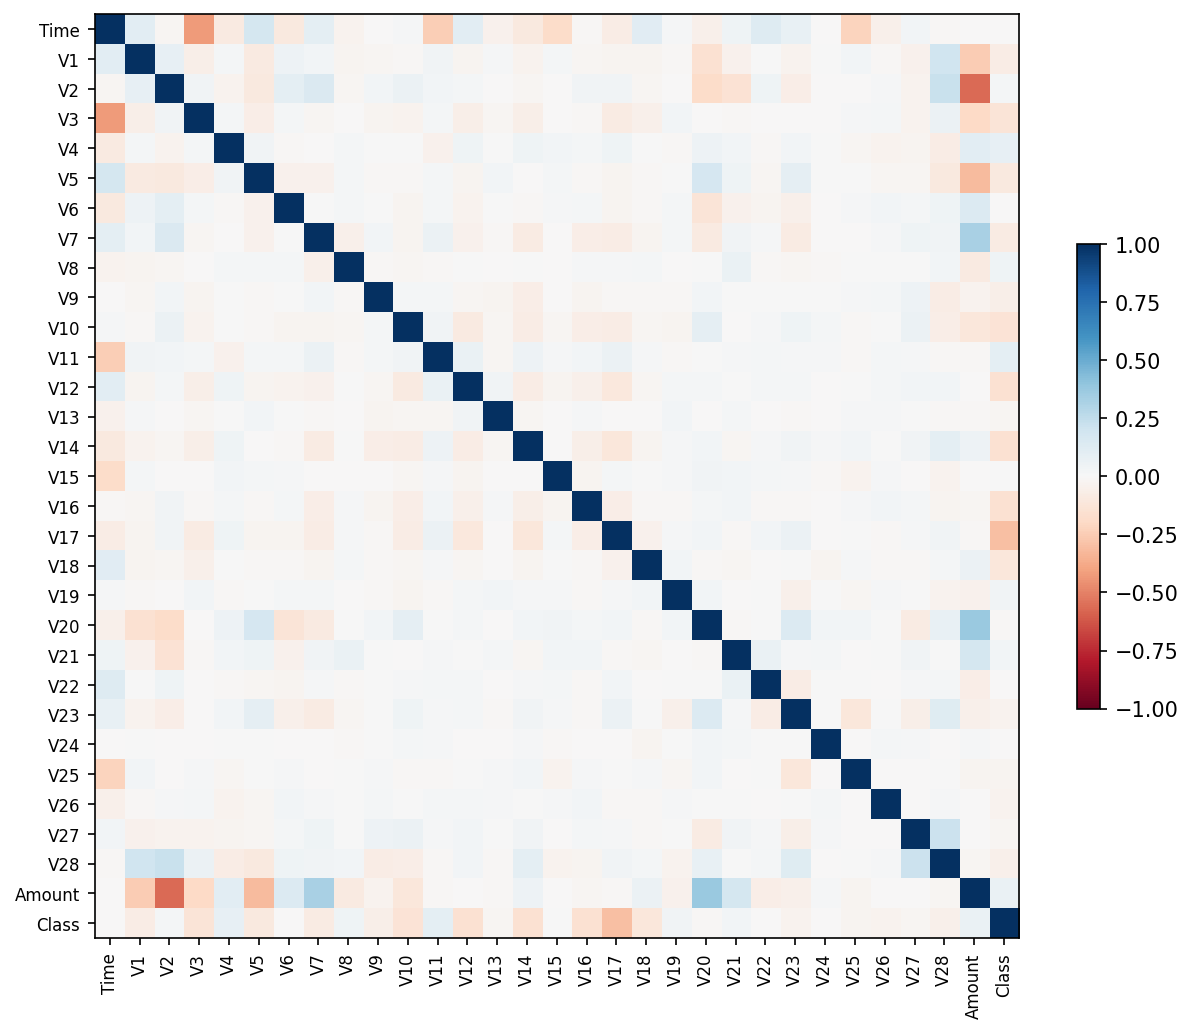 Time
V1
V2
V3
V4
V5
V6
V7
V8
V9
V10
V11
V12
V13
V14
V15
V16
V17
V18
V19
V20
V21
V22
V23
V24
V25
V26
V27
V28
Amount
Class
Time
V1
V2
V3
V4
V5
V6
V7
V8
V9
V10
V11
V12
V13
V14
V15
V16
V17
V18
V19
V20
V21
V22
V23
V24
V25
V26
V27
V28
Amount
Class
1.00
0.75
0.50
0.25
0.00
−0.25
−0.50
−0.75
−1.00